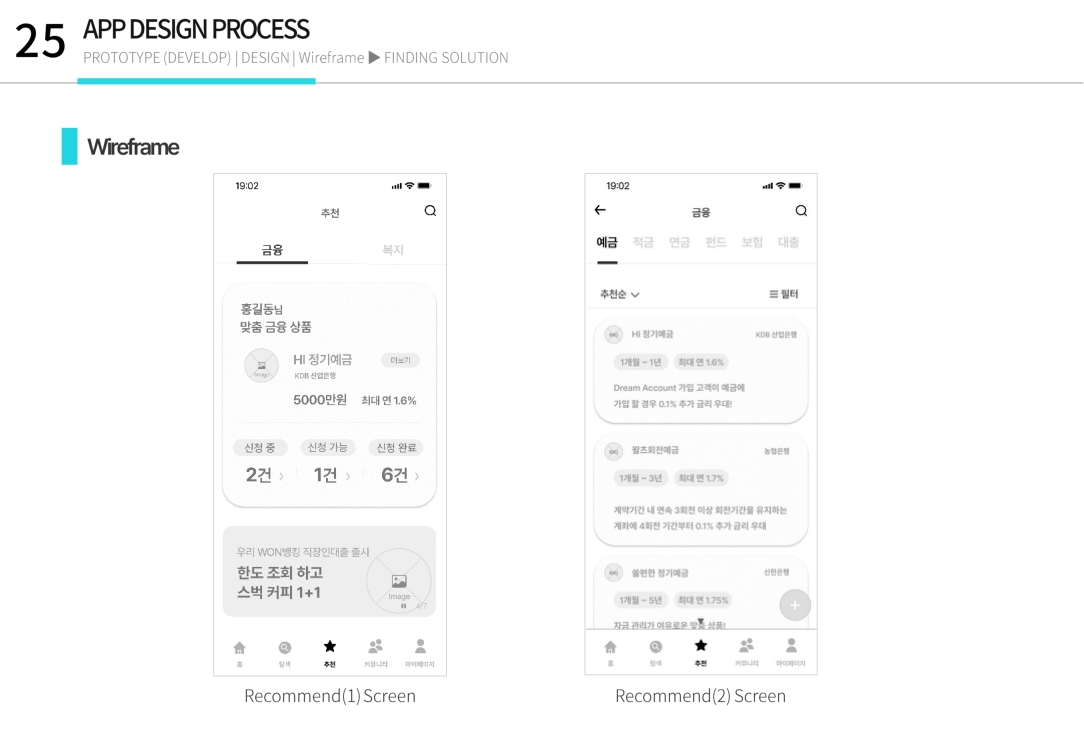 25
APP DESIGN PROCESS
PROTOTYPE (DEVELOP) | DESIGN | Wireframe ▶ FINDING SOLUTION
Wireframe
19:02
추천
금융 복지
홍길동님
맞춤 금융 상품
Image
HI 정기예금 더보기
KDB 산업은행
5000만원 최대 연 1.6%
신청 중 신청 가능 신청 완료
2건 > 1건 > 6건 >
우리 WON뱅킹 직장인대출 출시
한도 조회 하고
스벅 커피 1+1
Image
4/7
홈 탐색 추천 커뮤니티 마이페이지
Recommend(1) Screen
19:02
금융
예금 적금 연금 펀드 보험 대출
추천순 필터
IMG HI 정기예금 KDB 산업은행
1개월 ~ 1년 최대 연 1.6%
Dream Account 가입 고객이 예금에
가입 할 경우 0.1% 추가 금리 우대!
IMG 왈츠회전예금 농협은행
1개월 ~ 3년 최대 연 1.7%
계약기간 내 연속 3회전 이상 회전기간을 유지하는
계좌에 4회전 기간부터 0.1% 추가 금리 우대
IMG 쏠편한 정기예금 신한은행
1개월 ~ 5년 최대 연 1.75%
자금 관리가 여유로운 맞춤 상품!
+
홈 탐색 추천 커뮤니티 마이페이지
Recommend(2) Screen